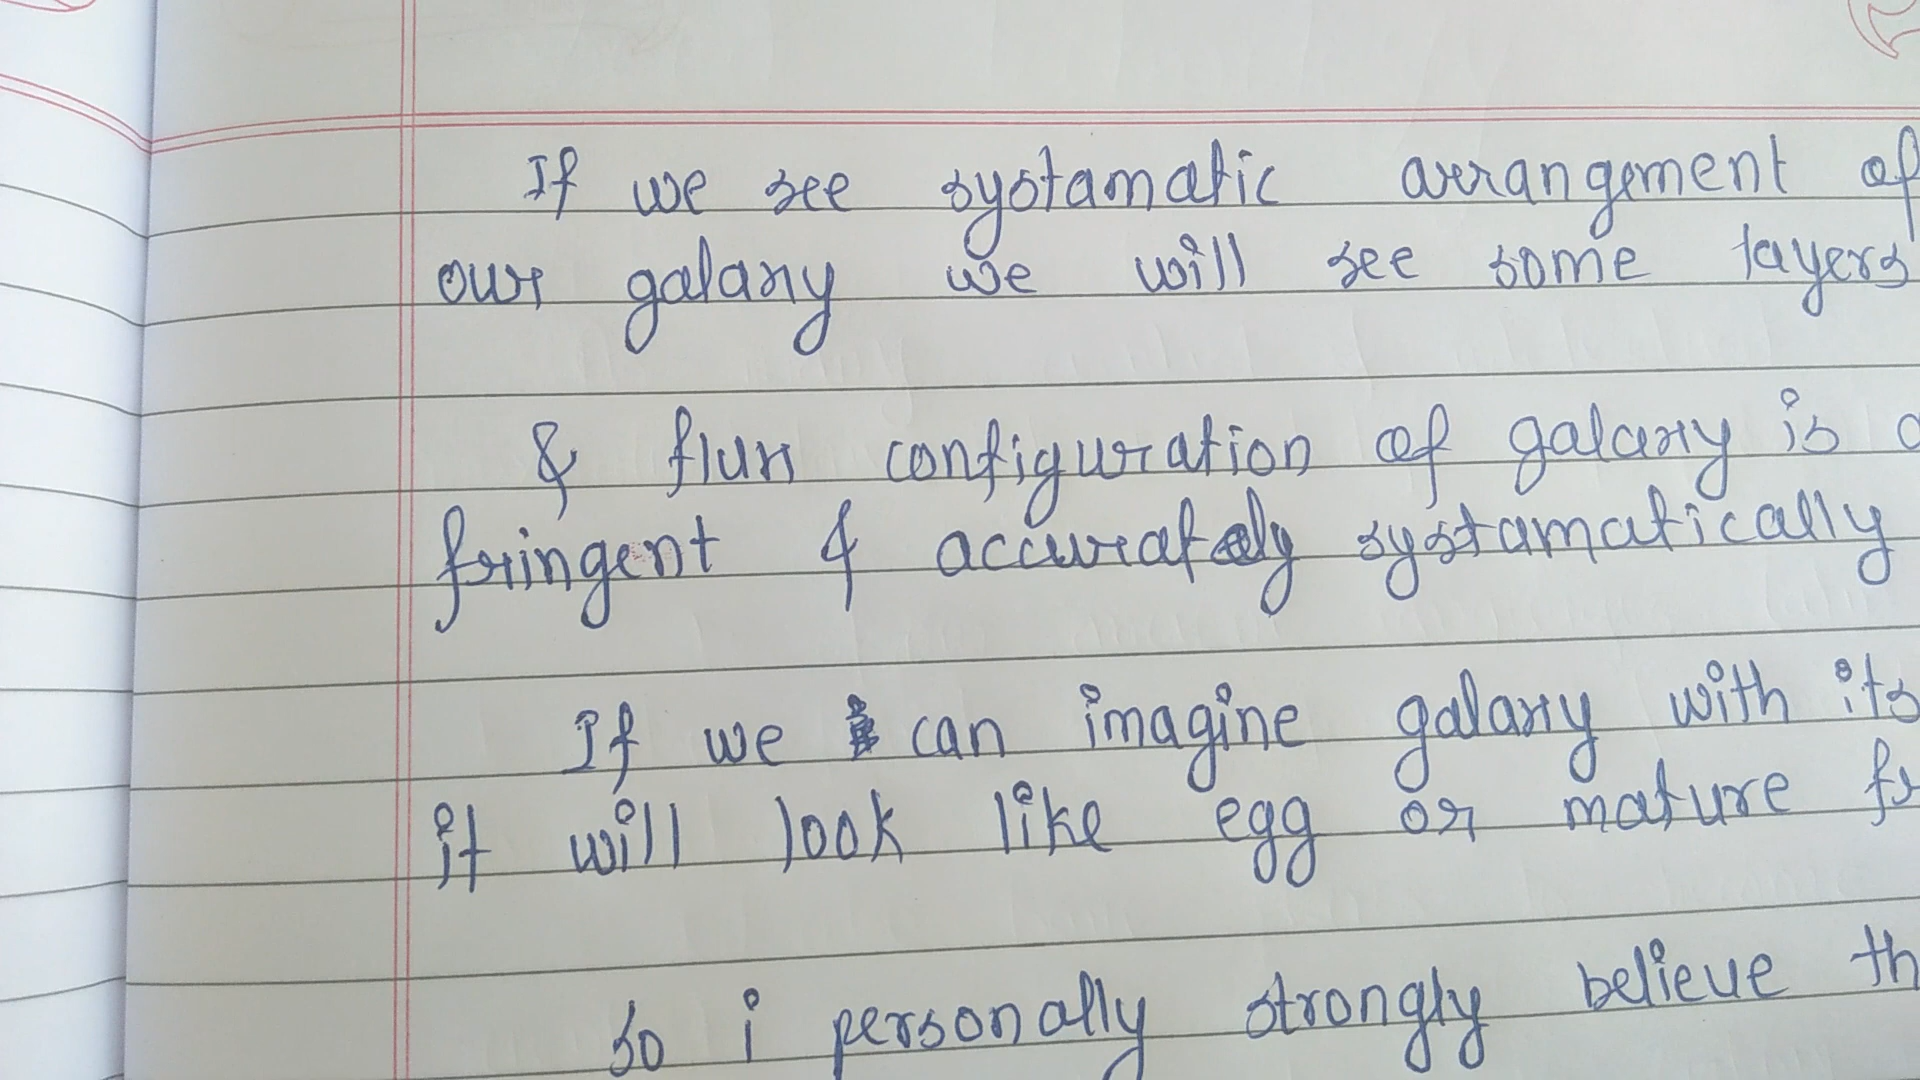 If we see systamatic arrangement of
our galaxy we will see some layers
& flux configuration of galaxy is
fringent & accurately systamatically
If we can imagine galaxy with its
it will look like egg or mature
so i personally strongly believe